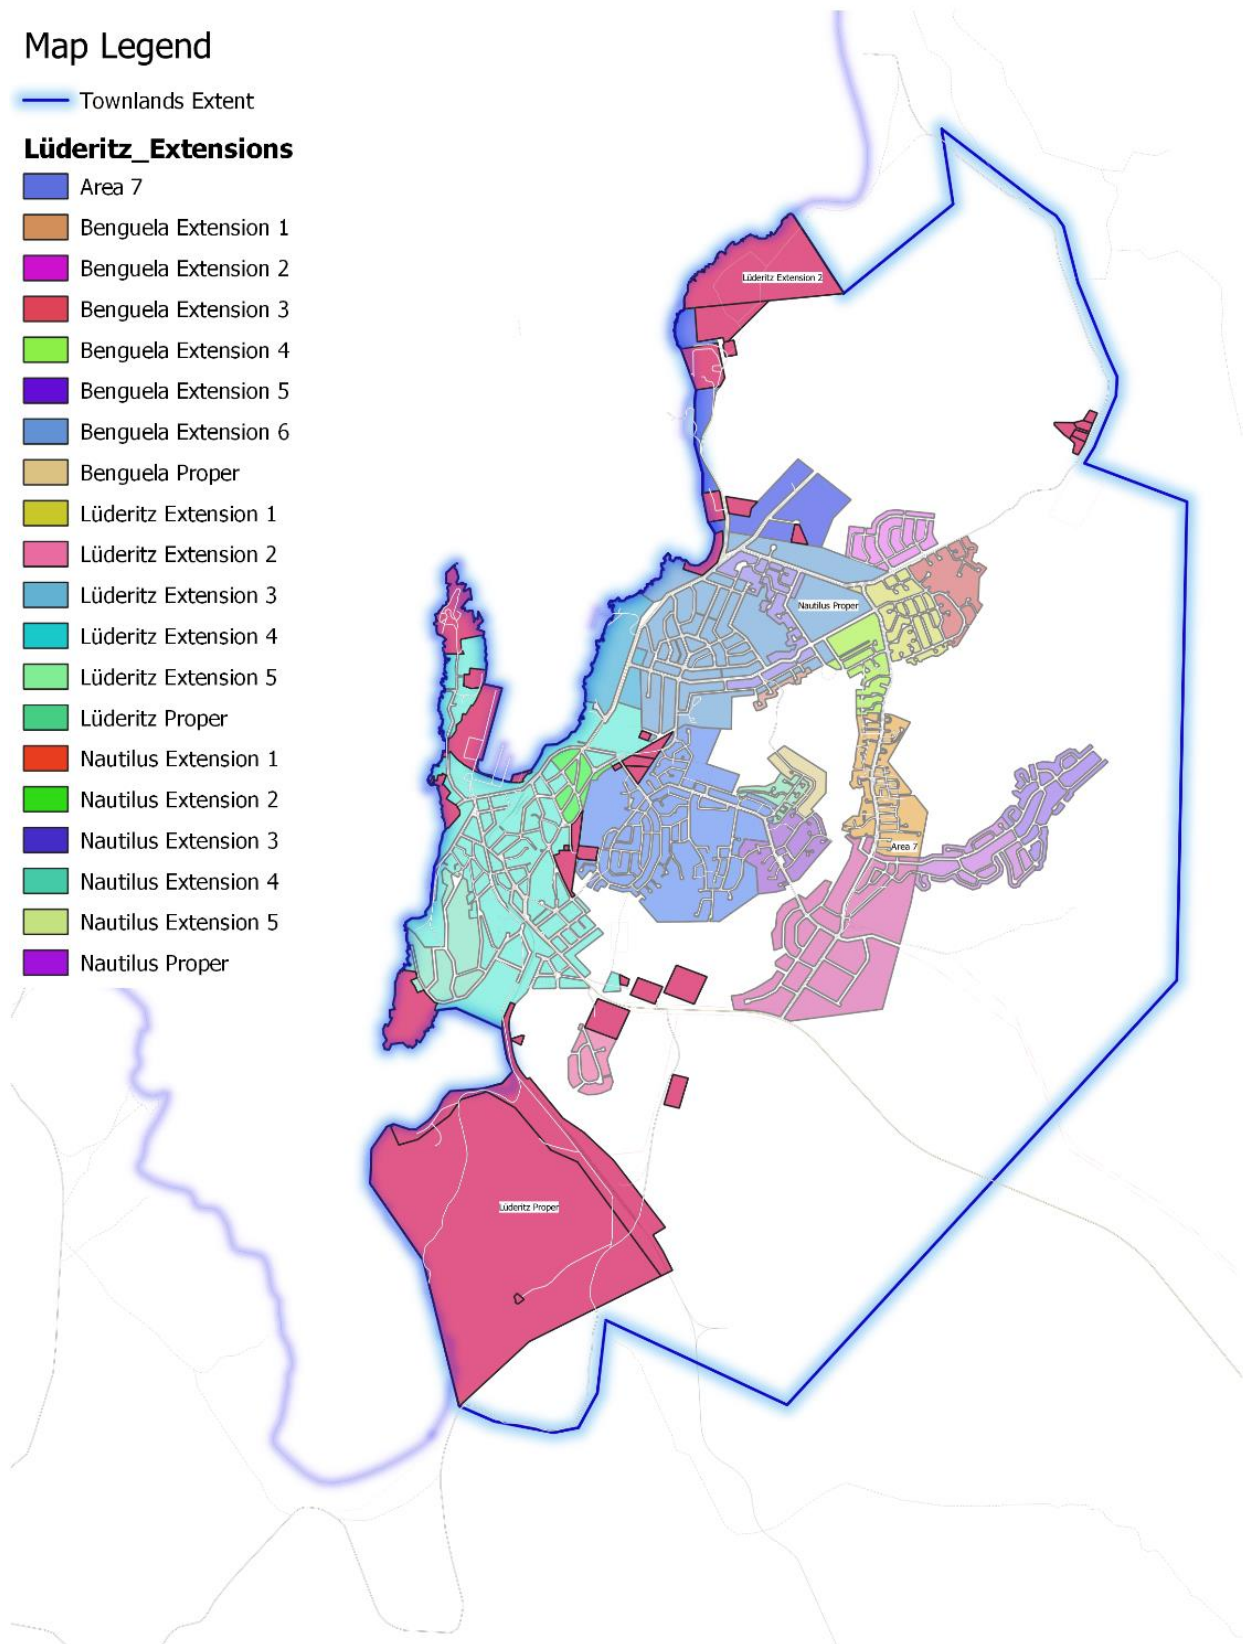 Map Legend
Townlands Extent
Lüderitz_Extensions
Area 7
Benguela Extension 1
Benguela Extension 2
Benguela Extension 3
Benguela Extension 4
Benguela Extension 5
Benguela Extension 6
Benguela Proper
Lüderitz Extension 1
Lüderitz Extension 2
Lüderitz Extension 3
Lüderitz Extension 4
Lüderitz Extension 5
Lüderitz Proper
Nautilus Extension 1
Nautilus Extension 2
Nautilus Extension 3
Nautilus Extension 4
Nautilus Extension 5
Nautilus Proper
Lüderitz Extension 2
Nautilus Proper
Area 7
Lüderitz Proper